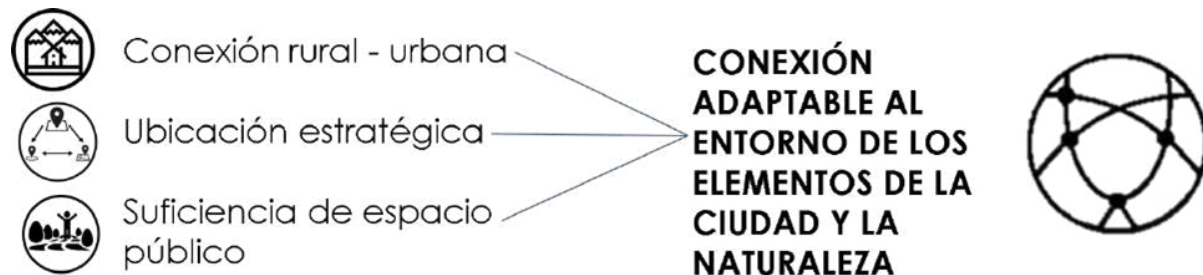 Conexión rural - urbana
Ubicación estratégica
Suficiencia de espacio
público
CONEXIÓN
ADAPTABLE AL
ENTORNO DE LOS
ELEMENTOS DE LA
CIUDAD Y LA
NATURALEZA